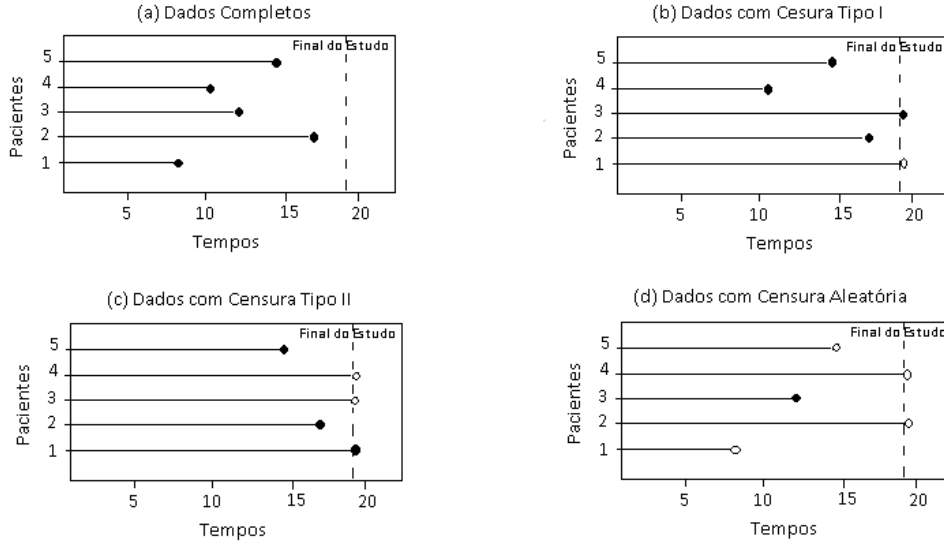 (a) Dados Completos
Final do Estudo
Pacientes
5
4
3
2
1
5 10 15 20
Tempos
(b) Dados com Cesura Tipo I
Final do Estudo
Pacientes
5
4
3
2
1
5 10 15 20
Tempos
(c) Dados com Censura Tipo II
Final do Estudo
Pacientes
5
4
3
2
1
5 10 15 20
Tempos
(d) Dados com Censura Aleatória
Final do Estudo
Pacientes
5
4
3
2
1
5 10 15 20
Tempos